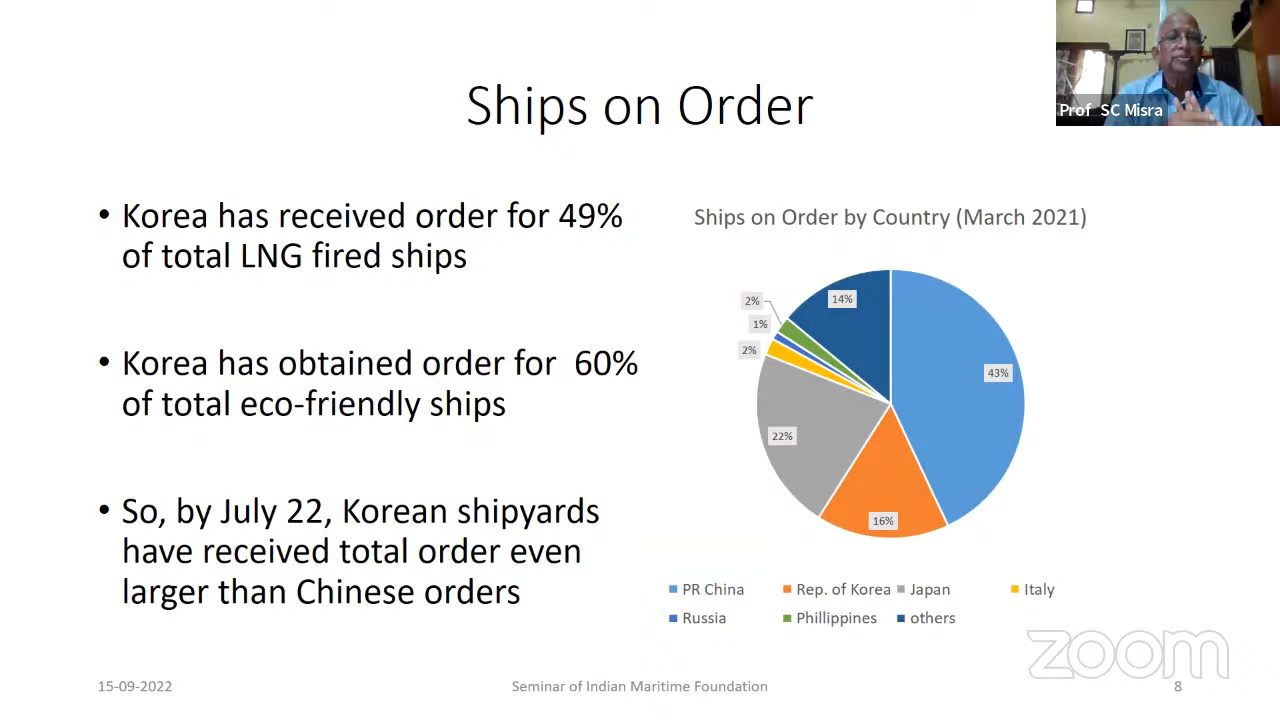 Prof SC Misra
Ships on Order
• Korea has received order for 49%
of total LNG fired ships
• Korea has obtained order for 60%
of total eco-friendly ships
• So, by July 22, Korean shipyards
have received total order even
larger than Chinese orders
Ships on Order by Country (March 2021)
2%
14%
1%
2%
43%
22%
16%
PR China Rep. of Korea Japan Italy
Russia Phillippines others
zoom
15-09-2022 Seminar of Indian Maritime Foundation 8